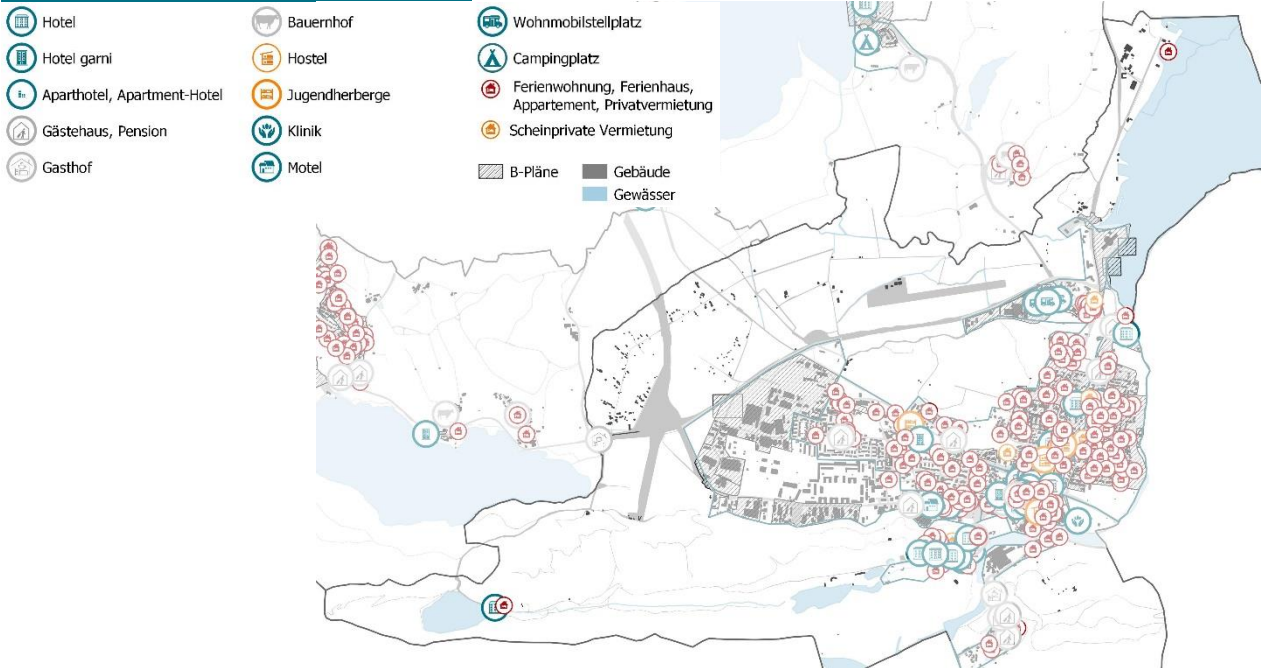 Hotel
Hotel garni
Aparthotel, Apartment-Hotel
Gästehaus, Pension
Gasthof
Bauernhof
Hostel
Jugendherberge
Klinik
Motel
Wohnmobilstellplatz
Campingplatz
Ferienwohnung, Ferienhaus,
Appartement, Privatvermietung
Scheinprivate Vermietung
B-Pläne
Gebäude
Gewässer